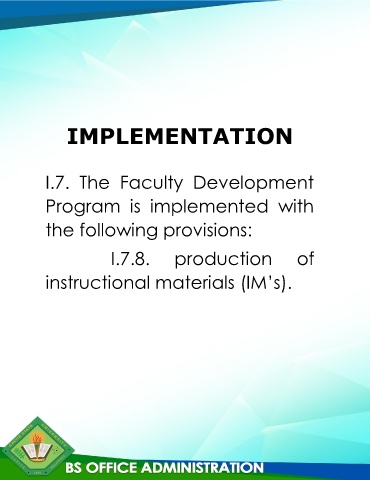 IMPLEMENTATION
I.7. The Faculty Development
Program is implemented with
the following provisions:
I.7.8. production of
instructional materials (IM's).
BS OFFICE ADMINISTRATION